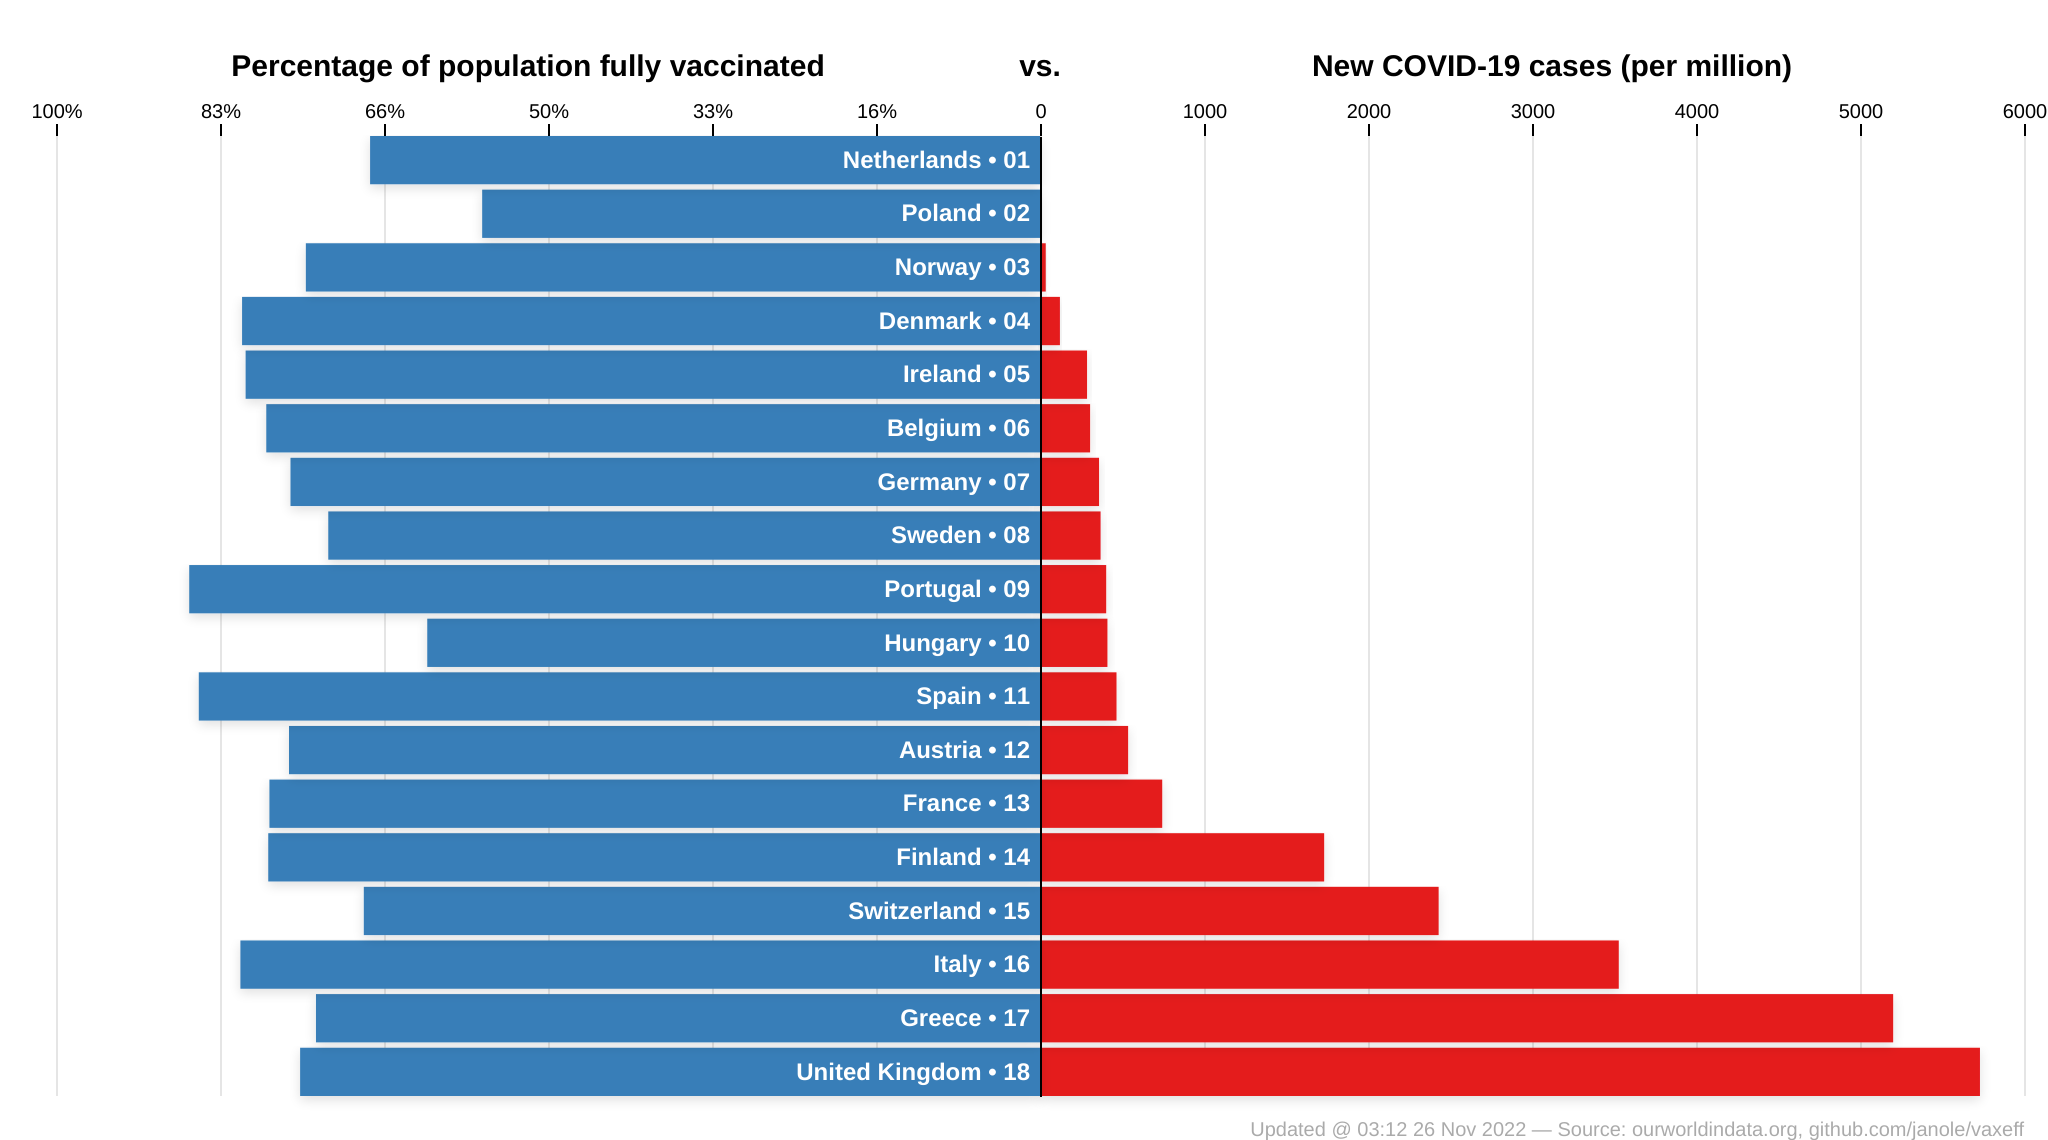 Percentage of population fully vaccinated vs. New COVID-19 cases (per million)
100% 83% 66% 50% 33% 16% 0 1000 2000 3000 4000 5000 6000
Netherlands • 01
Poland • 02
Norway • 03
Denmark • 04
Ireland • 05
Belgium • 06
Germany • 07
Sweden • 08
Portugal • 09
Hungary • 10
Spain • 11
Austria • 12
France • 13
Finland • 14
Switzerland • 15
Italy • 16
Greece • 17
United Kingdom • 18
Updated @ 03:12 26 Nov 2022 — Source: ourworldindata.org, github.com/janole/vaxeff